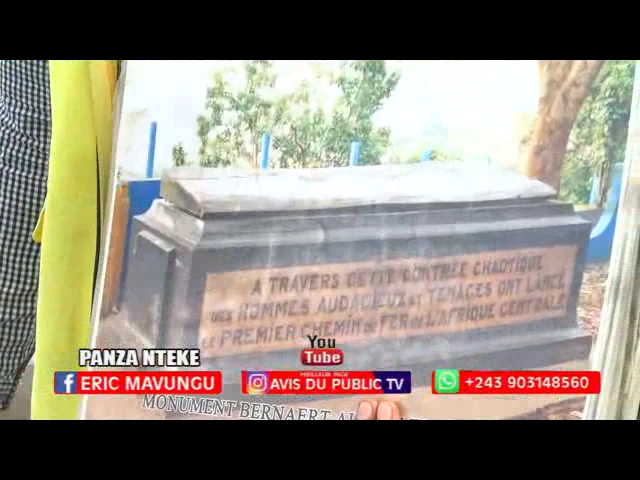 A TRAVERS CETTE CONTREE CHAOTIQUE
DES HOMMES AUDACIEUX ET TENACES ONT LANCÉ
LE PREMIER CHEMIN DE FER DE L'AFRIQUE CENTRALE
You
Tube
PANZA NTEKE
ERIC MAVUNGU
AVIS DU PUBLIC TV
+243 903148560
MONUMENT BERNAERT